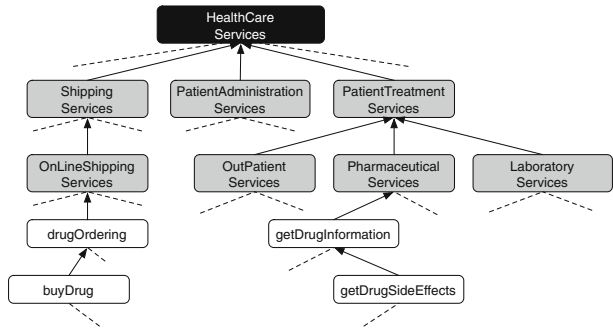 HealthCare
Services
Shipping
Services
PatientAdministration
Services
PatientTreatment
Services
OnLineShipping
Services
OutPatient
Services
Pharmaceutical
Services
Laboratory
Services
drugOrdering
getDrugInformation
buyDrug
getDrugSideEffects